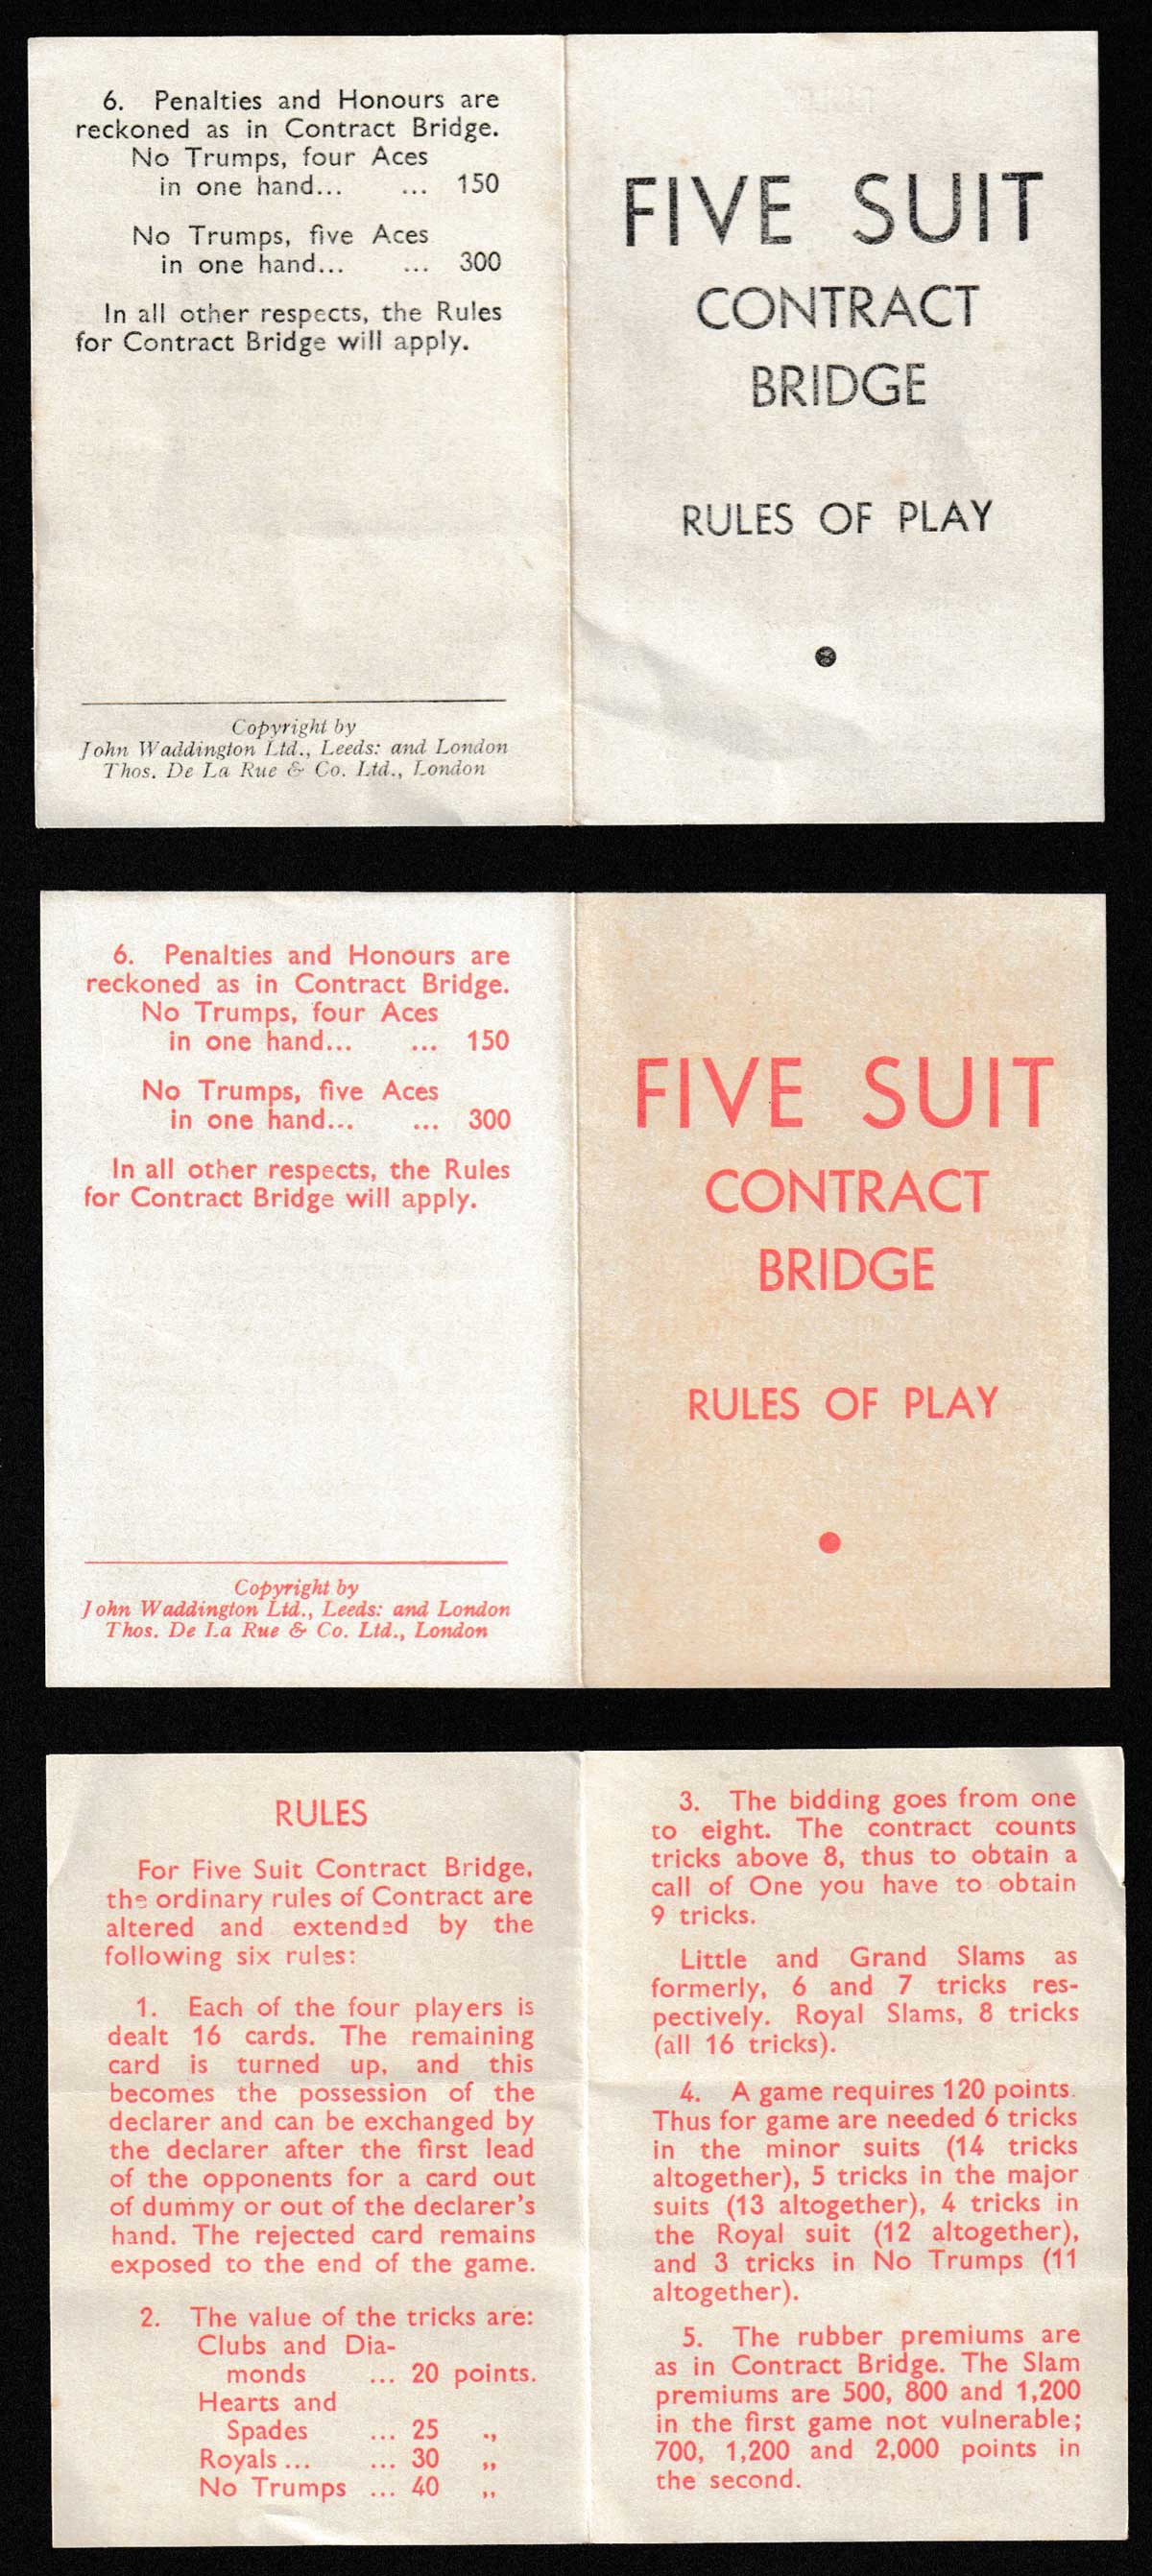 6. Penalties and Honours are
reckoned as in Contract Bridge.
No Trumps, four Aces
in one hand... ... 150
No Trumps, five Aces
in one hand... ... 300
In all other respects, the Rules
for Contract Bridge will apply.
Copyright by
John Waddington Ltd., Leeds: and London
Thos. De La Rue & Co. Ltd., London
FIVE SUIT
CONTRACT
BRIDGE
RULES OF PLAY
6. Penalties and Honours are
reckoned as in Contract Bridge.
No Trumps, four Aces
in one hand... ... 150
No Trumps, five Aces
in one hand... ... 300
In all other respects, the Rules
for Contract Bridge will apply.
Copyright by
John Waddington Ltd., Leeds: and London
Thos. De La Rue & Co. Ltd., London
FIVE SUIT
CONTRACT
BRIDGE
RULES OF PLAY
RULES
For Five Suit Contract Bridge,
the ordinary rules of Contract are
altered and extended by the
following six rules:
1. Each of the four players is
dealt 16 cards. The remaining
card is turned up, and this
becomes the possession of the
declarer and can be exchanged by
the declarer after the first lead
of the opponents for a card out
of dummy or out of the declarer's
hand. The rejected card remains
exposed to the end of the game.
2. The value of the tricks are:
Clubs and Dia-
monds ... 20 points.
Hearts and
Spades ... 25 ,,
Royals ... ... 30 ,,
No Trumps ... 40 ,,
3. The bidding goes from one
to eight. The contract counts
tricks above 8, thus to obtain a
call of One you have to obtain
9 tricks.
Little and Grand Slams as
formerly, 6 and 7 tricks res-
pectively. Royal Slams, 8 tricks
(all 16 tricks).
4. A game requires 120 points.
Thus for game are needed 6 tricks
in the minor suits (14 tricks
altogether), 5 tricks in the major
suits (13 altogether), 4 tricks in
the Royal suit (12 altogether),
and 3 tricks in No Trumps (11
altogether).
5. The rubber premiums are
as in Contract Bridge. The Slam
premiums are 500, 800 and 1,200
in the first game not vulnerable;
700, 1,200 and 2,000 points in
the second.